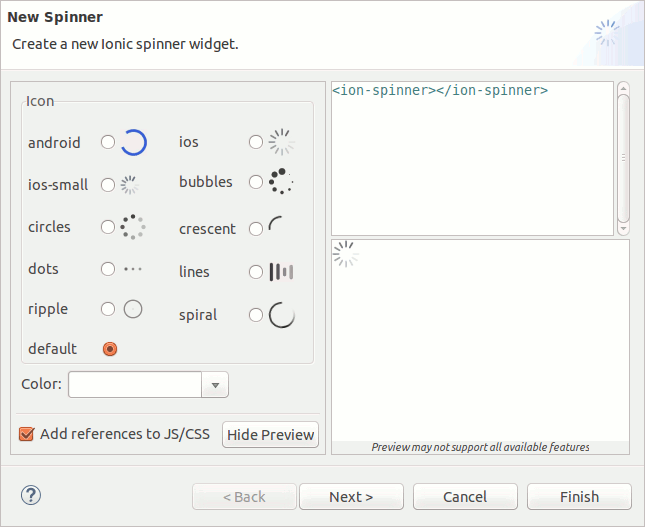 New Spinner
Create a new Ionic spinner widget.
Icon
android
ios
ios-small
bubbles
circles
crescent
dots
lines
ripple
spiral
default
Color:
Add references to JS/CSS
Hide Preview
<ion-spinner></ion-spinner>
Preview may not support all available features
?
< Back
Next >
Cancel
Finish